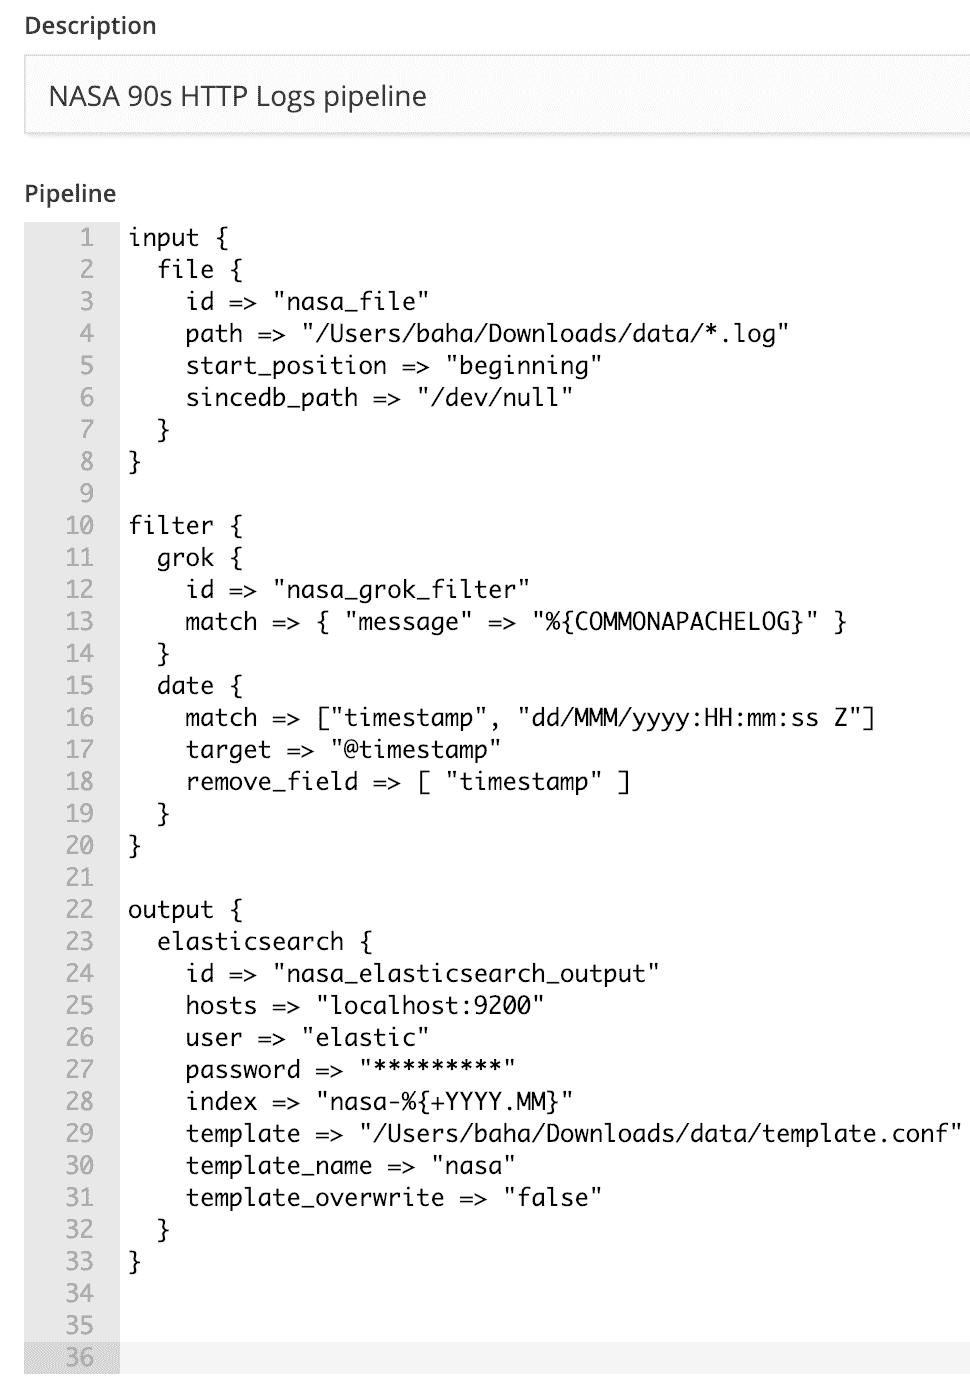 Description
NASA 90s HTTP Logs pipeline
Pipeline
1 input {
2   file {
3     id => "nasa_file"
4     path => "/Users/baha/Downloads/data/*.log"
5     start_position => "beginning"
6     sincedb_path => "/dev/null"
7   }
8 }
9
10 filter {
11   grok {
12     id => "nasa_grok_filter"
13     match => { "message" => "%{COMMONAPACHELOG}" }
14   }
15   date {
16     match => ["timestamp", "dd/MMM/yyyy:HH:mm:ss Z"]
17     target => "@timestamp"
18     remove_field => [ "timestamp" ]
19   }
20 }
21
22 output {
23   elasticsearch {
24     id => "nasa_elasticsearch_output"
25     hosts => "localhost:9200"
26     user => "elastic"
27     password => "*********"
28     index => "nasa-%{+YYYY.MM}"
29     template => "/Users/baha/Downloads/data/template.conf"
30     template_name => "nasa"
31     template_overwrite => "false"
32   }
33 }
34
35
36